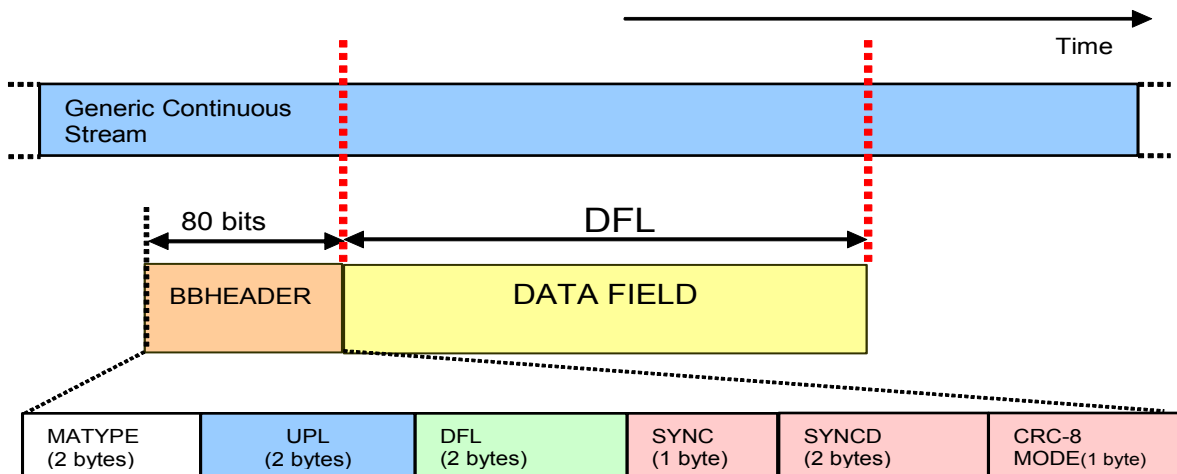 Time
Generic Continuous
Stream
80 bits
DFL
BBHEADER
DATA FIELD
MATYPE
(2 bytes)
UPL
(2 bytes)
DFL
(2 bytes)
SYNC
(1 byte)
SYNCD
(2 bytes)
CRC-8
MODE(1 byte)